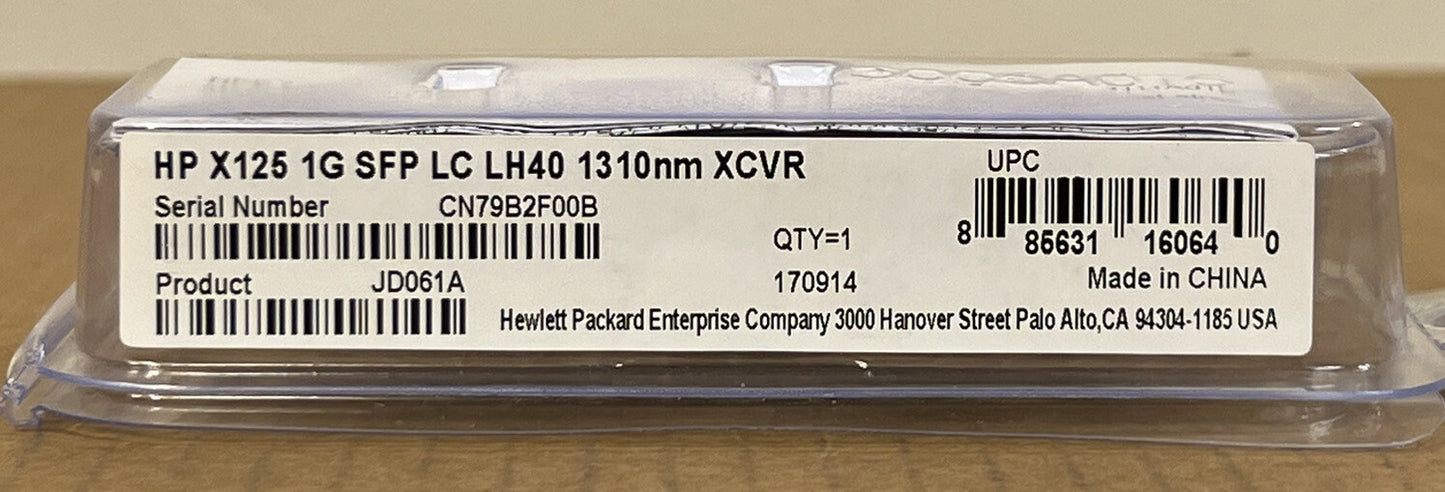 HP X125 1G SFP LC LH40 1310nm XCVR
Serial Number CN79B2F00B
Product JD061A
QTY=1
170914
UPC
8 85631 16064 0
Made in CHINA
Hewlett Packard Enterprise Company 3000 Hanover Street Palo Alto,CA 94304-1185 USA